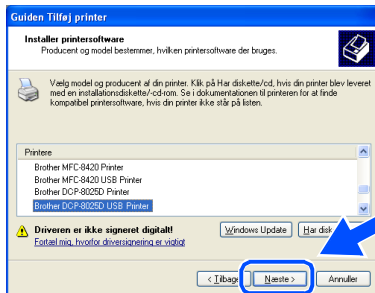 Guiden Tilføj printer
Installer printersoftware
Producent og model bestemmer, hvilken printersoftware der bruges.
Vælg model og producent af din printer. Klik på Har diskette/cd, hvis din printer blev leveret
med en installationsdiskette/-cd-rom. Se i dokumentationen til printeren for at finde
kompatibel printersoftware, hvis din printer ikke står på listen.
Printere
Brother MFC-8420 Printer
Brother MFC-8420 USB Printer
Brother DCP-8025D Printer
Brother DCP-8025D USB Printer
Driveren er ikke signeret digitalt!
Fortæl mig, hvorfor driversignering er vigtigt
Windows Update
Har disk
< Tilbage
Næste >
Annuller